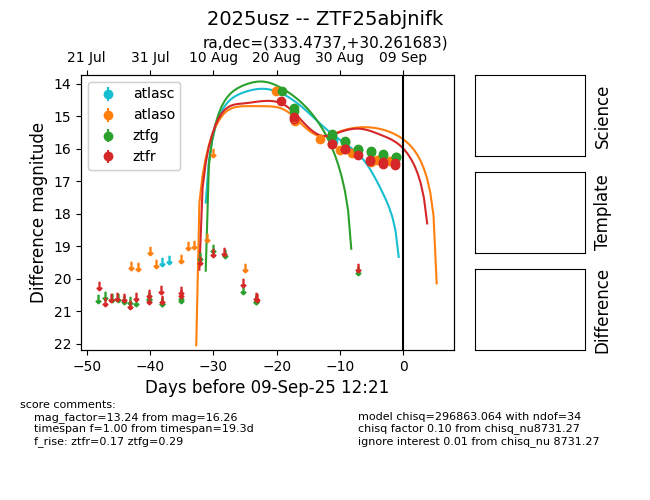 2025usz -- ZTF25abjnifk
ra,dec=(333.4737,+30.261683)
21 Jul 31 Jul 10 Aug 20 Aug 30 Aug 09 Sep
14
15
16
17
18
19
20
21
22
Difference magnitude
atlasc
atlaso
ztfg
ztfr
−50 −40 −30 −20 −10 0
Days before 09-Sep-25 12:21
Science
Template
Difference
score comments:
mag_factor=13.24 from mag=16.26
timespan f=1.00 from timespan=19.3d
f_rise: ztfr=0.17 ztfg=0.29
model chisq=296863.064 with ndof=34
chisq factor 0.10 from chisq_nu8731.27
ignore interest 0.01 from chisq_nu 8731.27